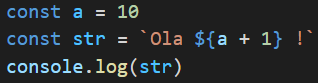 const a = 10
const str = `Ola ${a + 1} !`
console.log(str)